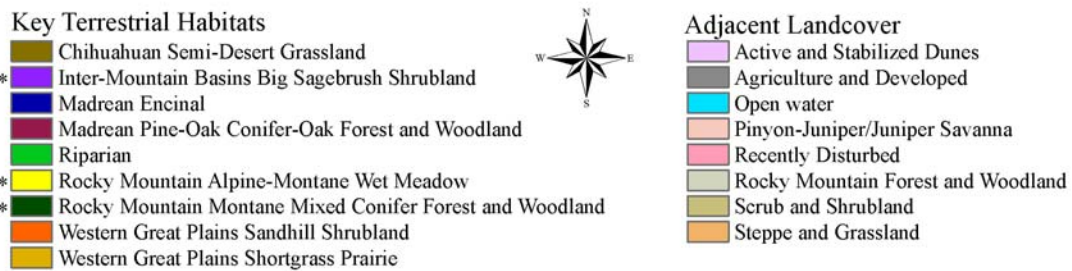 Key Terrestrial Habitats
Chihuahuan Semi-Desert Grassland
* Inter-Mountain Basins Big Sagebrush Shrubland
Madrean Encinal
Madrean Pine-Oak Conifer-Oak Forest and Woodland
Riparian
* Rocky Mountain Alpine-Montane Wet Meadow
* Rocky Mountain Montane Mixed Conifer Forest and Woodland
Western Great Plains Sandhill Shrubland
Western Great Plains Shortgrass Prairie
N
W E
S
Adjacent Landcover
Active and Stabilized Dunes
Agriculture and Developed
Open water
Pinyon-Juniper/Juniper Savanna
Recently Disturbed
Rocky Mountain Forest and Woodland
Scrub and Shrubland
Steppe and Grassland